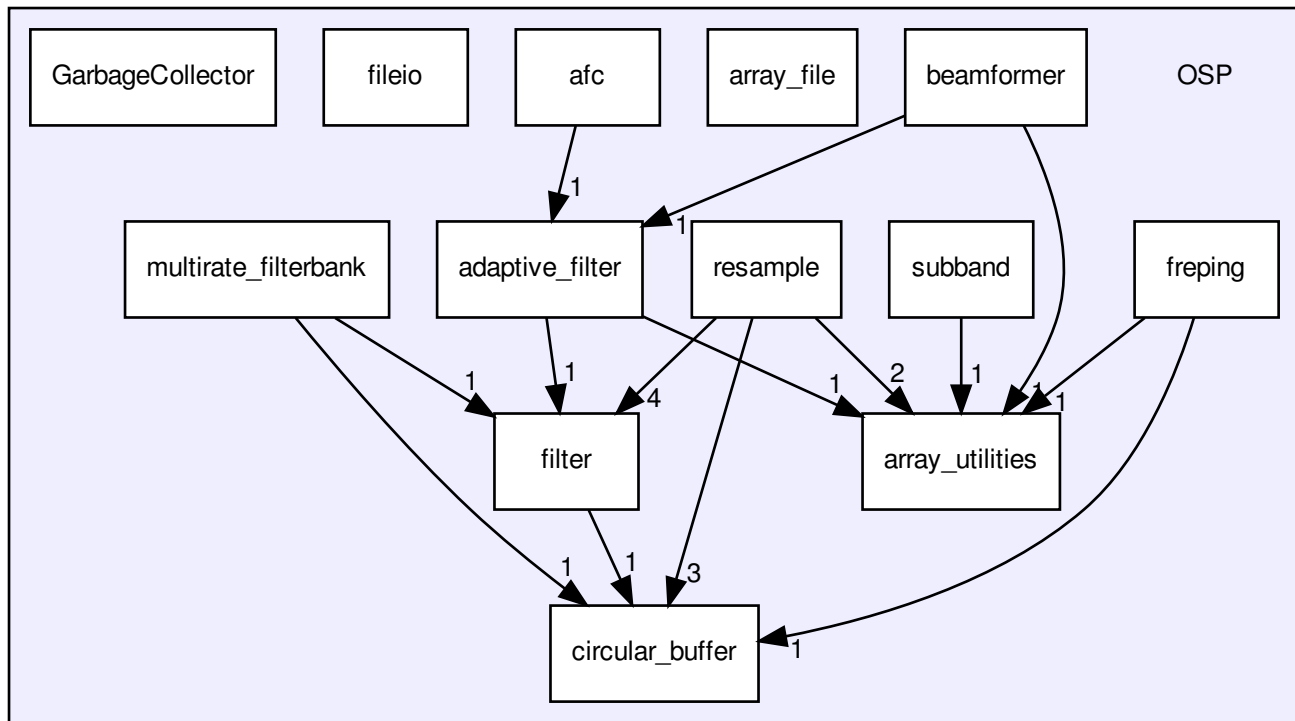 GarbageCollector
fileio
afc
array_file
beamformer
OSP
1
1
multirate_filterbank
adaptive_filter
resample
subband
freping
1
1
4
1
2
1
1
1
filter
array_utilities
1
1
3
1
circular_buffer